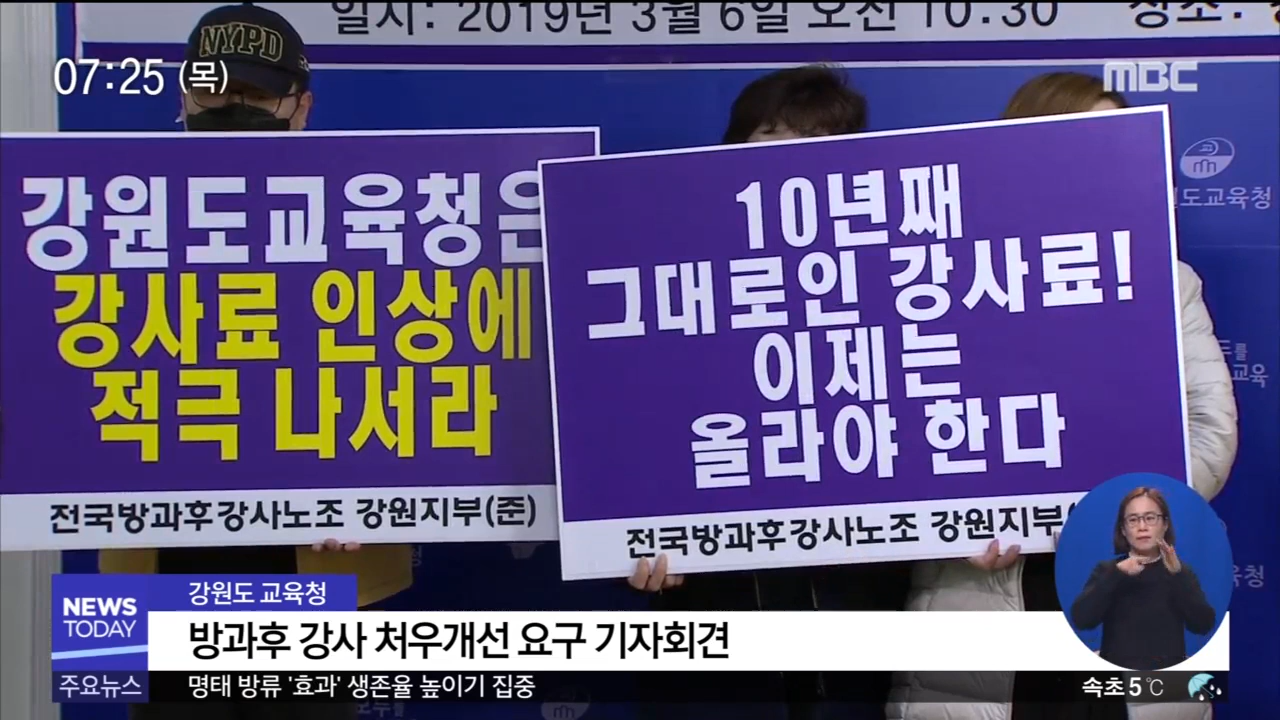 일시: 2019년 3월 6일 오전 10:30 장소:
NYPD
07:25 (목)
MBC
강원도교육청은
강사료 인상에
적극 나서라
전국방과후강사노조 강원지부(준)
10년째
그대로인 강사료!
이제는
올라야 한다
전국방과후강사노조 강원지부(
도교육청
교육
육청
NEWS
TODAY
강원도 교육청
방과후 강사 처우개선 요구 기자회견
주요뉴스
명태 방류 '효과' 생존율 높이기 집중
속초 5℃